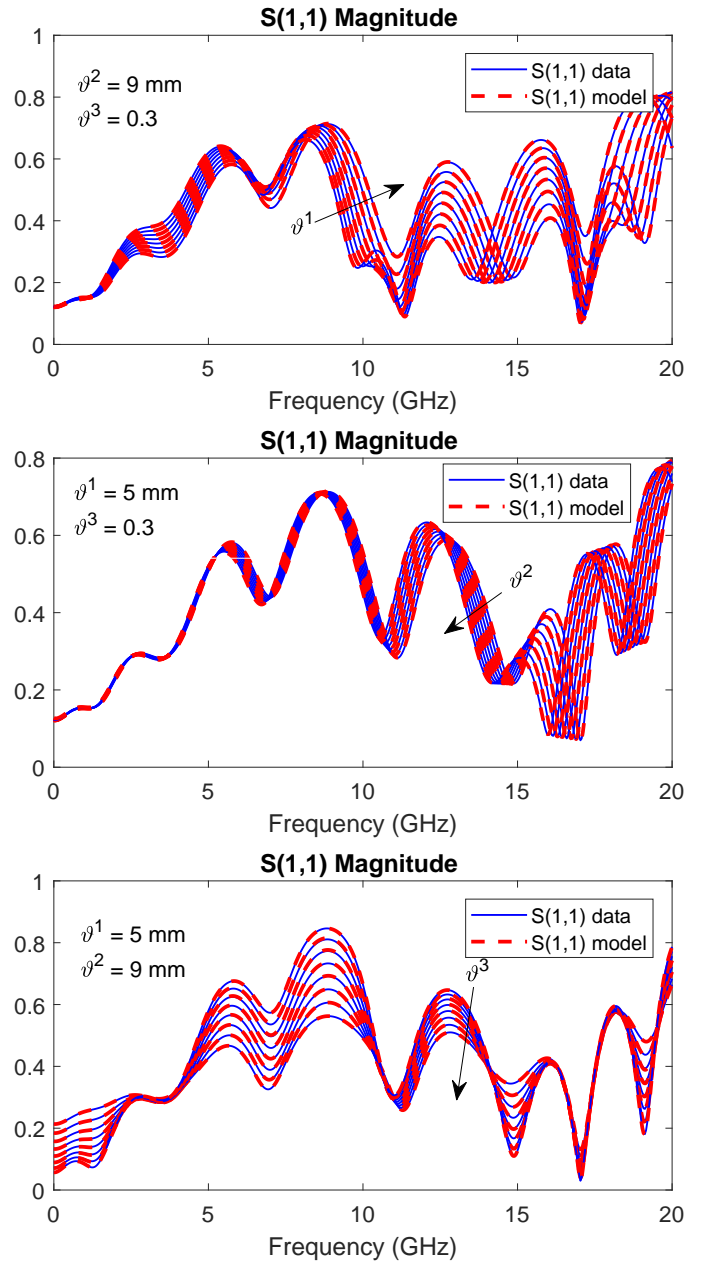 S(1,1) Magnitude
1
0.8
0.6
0.4
0.2
0
ϑ² = 9 mm
ϑ³ = 0.3
S(1,1) data
S(1,1) model
ϑ¹
0 5 10 15 20
Frequency (GHz)
S(1,1) Magnitude
0.8
0.6
0.4
0.2
0
ϑ¹ = 5 mm
ϑ³ = 0.3
S(1,1) data
S(1,1) model
ϑ²
0 5 10 15 20
Frequency (GHz)
S(1,1) Magnitude
1
0.8
0.6
0.4
0.2
0
ϑ¹ = 5 mm
ϑ² = 9 mm
S(1,1) data
S(1,1) model
ϑ³
0 5 10 15 20
Frequency (GHz)